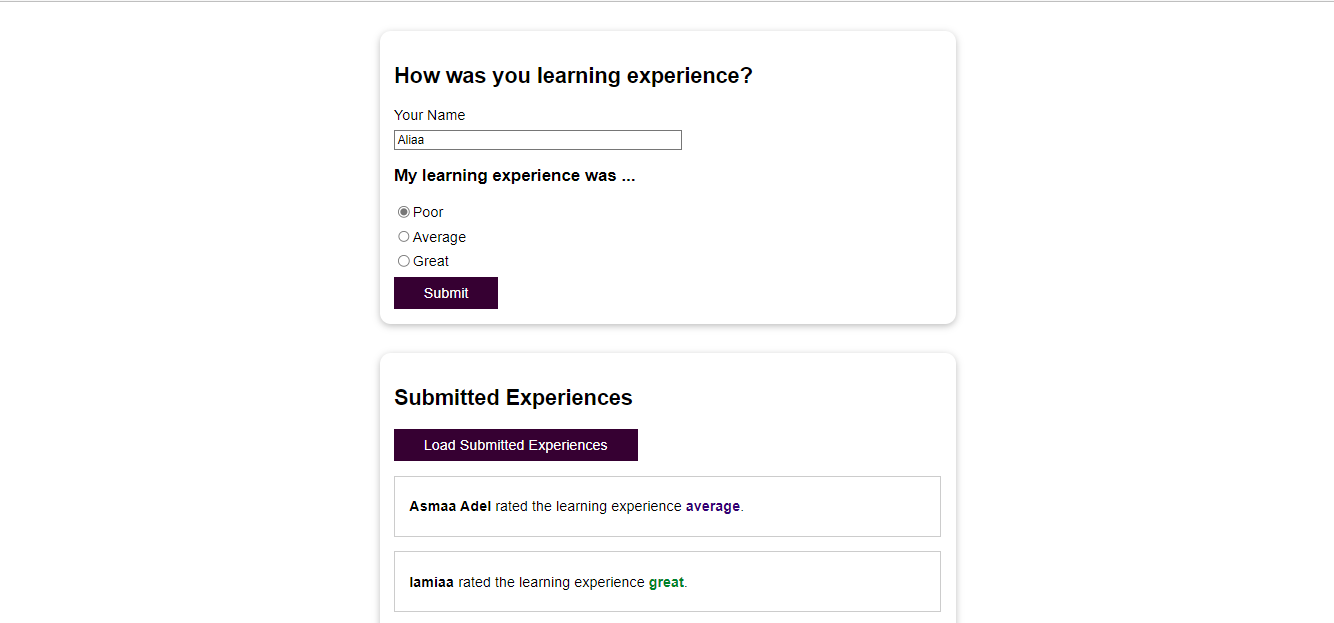 How was you learning experience?
Your Name
Aliaa
My learning experience was ...
Poor
Average
Great
Submit
Submitted Experiences
Load Submitted Experiences
Asmaa Adel rated the learning experience average.
lamiaa rated the learning experience great.